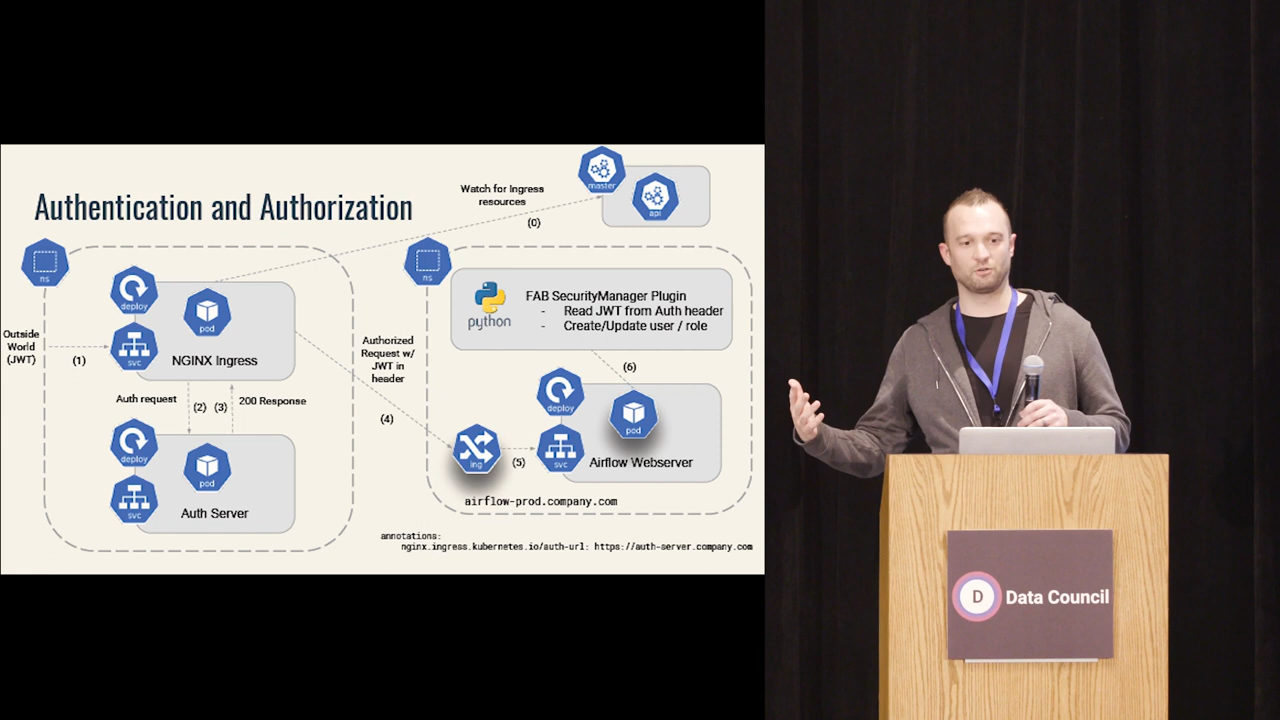 Authentication and Authorization
Watch for Ingress
resources
(0)
master
api
ns
deploy
pod
svc
NGINX Ingress
Outside
World
(JWT)
(1)
Auth request
(2)
(3)
200 Response
deploy
pod
svc
Auth Server
Authorized
Request w/
JWT in
header
(4)
ns
python
FAB SecurityManager Plugin
- Read JWT from Auth header
- Create/Update user / role
(6)
deploy
pod
ing
(5)
svc
Airflow Webserver
airflow-prod.company.com
annotations:
nginx.ingress.kubernetes.io/auth-url: https://auth-server.company.com
D Data Council